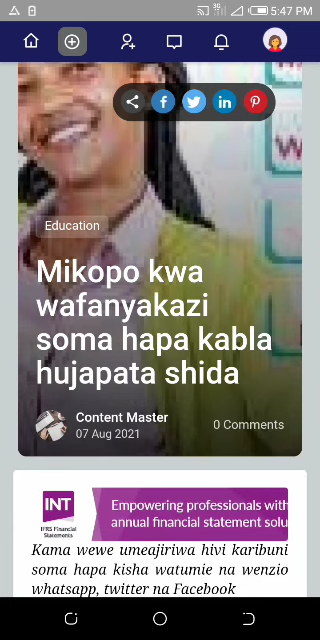 3G
5:47 PM
Education
Mikopo kwa
wafanyakazi
soma hapa kabla
hujapata shida
Content Master
07 Aug 2021
0 Comments
INT
IFRS Financial
Statements
Empowering professionals with
annual financial statement solu
Kama wewe umeajiriwa hivi karibuni
soma hapa kisha watumie na wenzio
whatsapp, twitter na Facebook